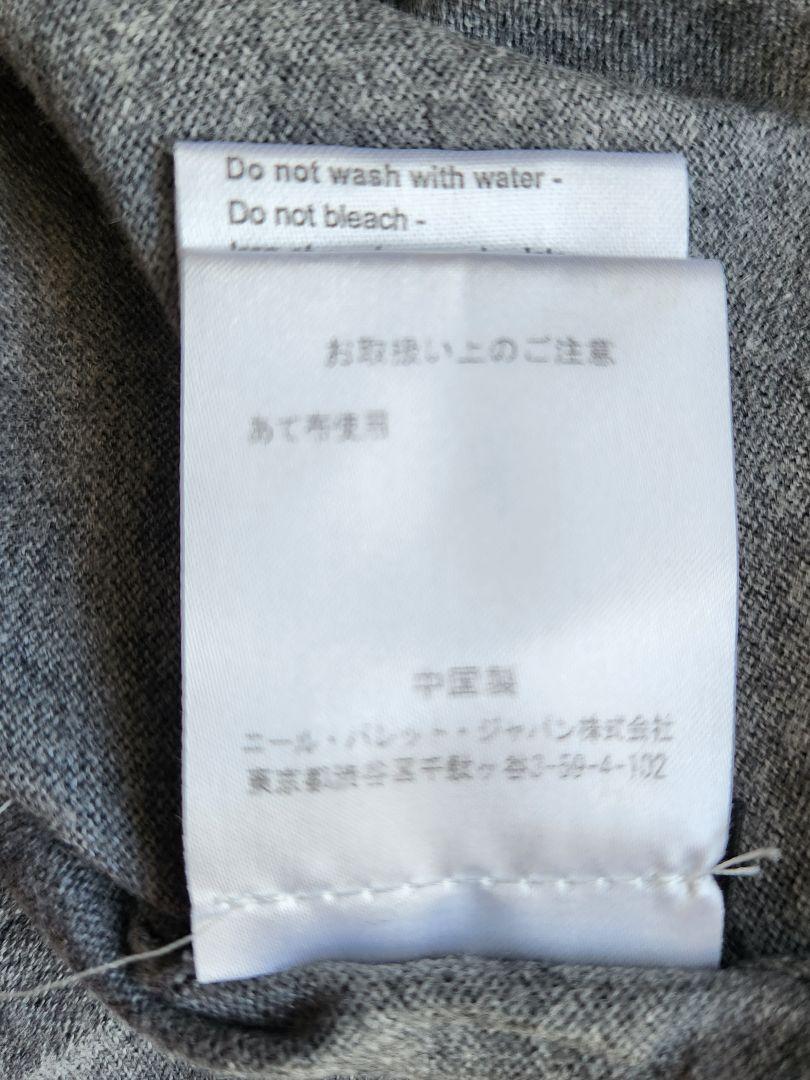 Do not wash with water -
Do not bleach -
お取扱い上のご注意
あて布使用
中国製
ニール・バレット・ジャパン株式会社
東京都渋谷区千駄ヶ谷3-59-4-102